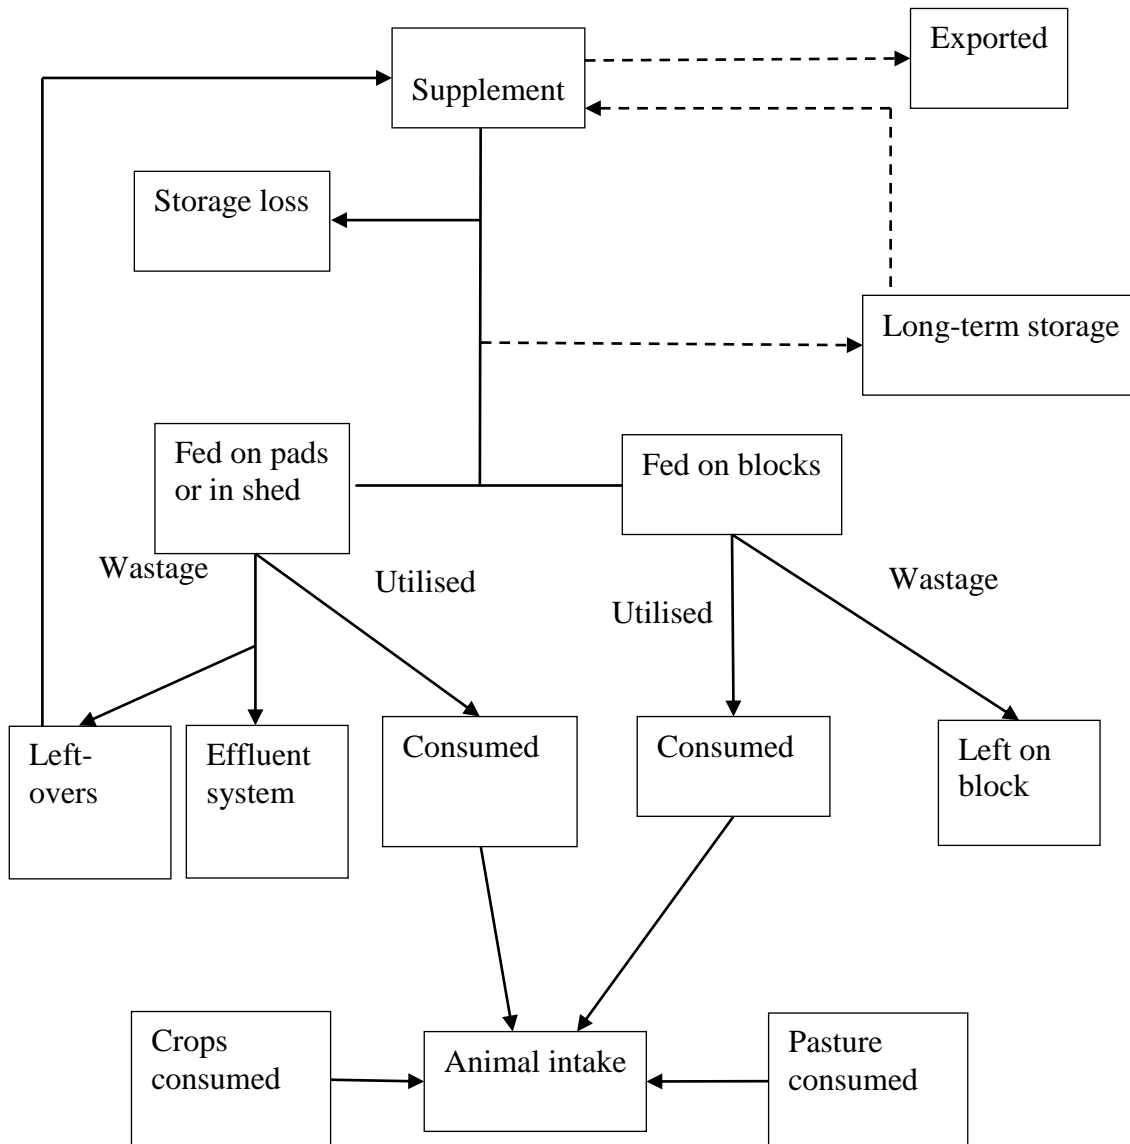 Exported
Supplement
Storage loss
Long-term storage
Fed on pads
or in shed
Fed on blocks
Wastage
Utilised
Utilised
Wastage
Left-
overs
Effluent
system
Consumed
Consumed
Left on
block
Crops
consumed
Animal intake
Pasture
consumed